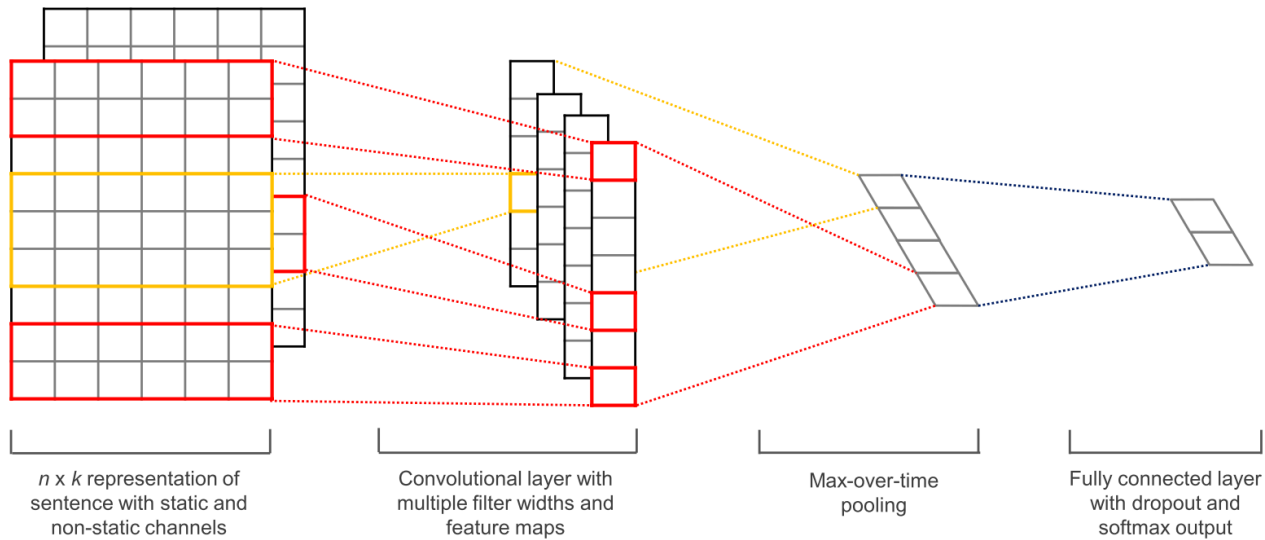 n x k representation of
sentence with static and
non-static channels
Convolutional layer with
multiple filter widths and
feature maps
Max-over-time
pooling
Fully connected layer
with dropout and
softmax output